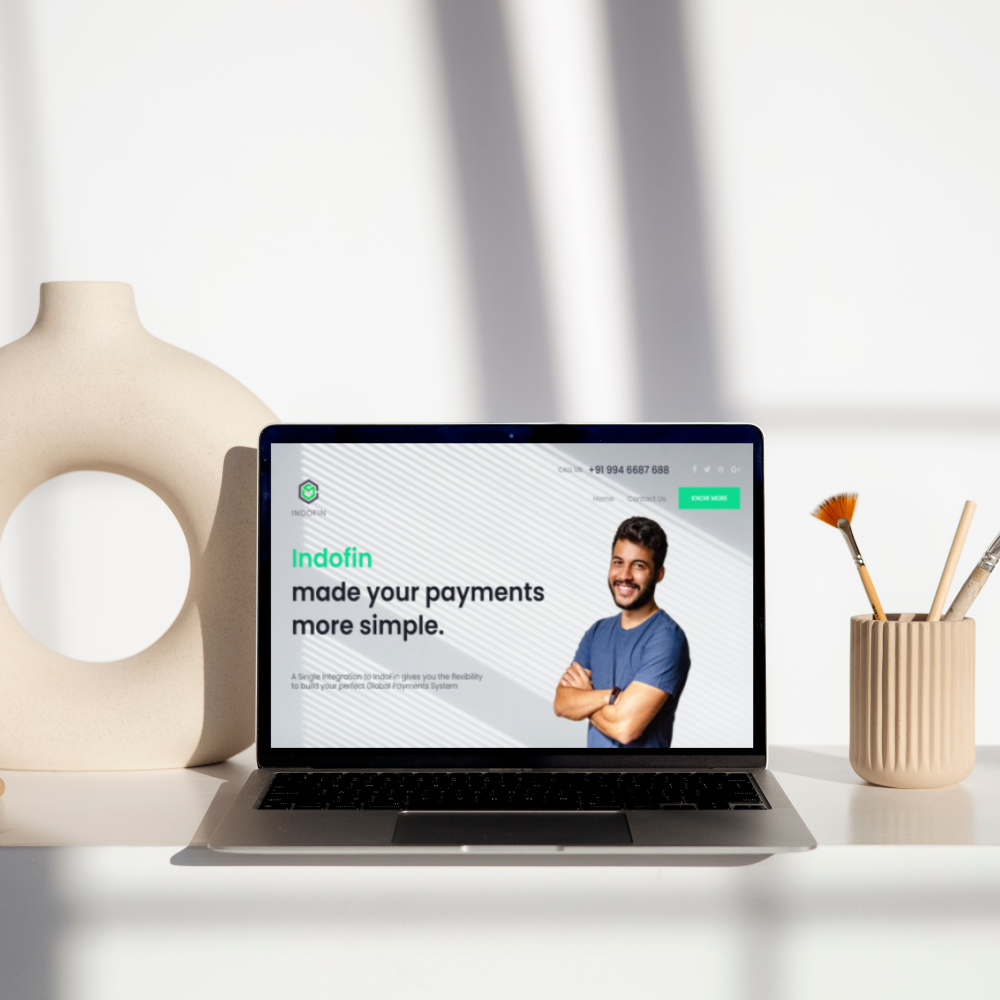 CALL US +91 994 6687 688
INDOFIN
Home Contact Us KNOW MORE
Indofin
made your payments
more simple.
A Single Integration to IndoFin gives you the flexibility
to build your perfect Global Payments System